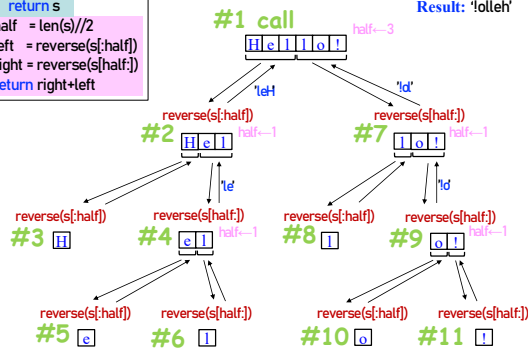 return s
half = len(s)//2
left = reverse(s[:half])
right = reverse(s[half:])
return right+left
Result: '!olleH'
#1 call
half←3
H e l l o !
'leH'
'!ol'
reverse(s[:half])
reverse(s[half:])
#2
H e l
half←1
#7
l o !
half←1
'le'
'!o'
reverse(s[:half])
reverse(s[half:])
reverse(s[:half])
reverse(s[half:])
#3
H
#4
e l
half←1
#8
l
#9
o !
half←1
reverse(s[:half])
reverse(s[half:])
reverse(s[:half])
reverse(s[half:])
#5
e
#6
l
#10
o
#11
!